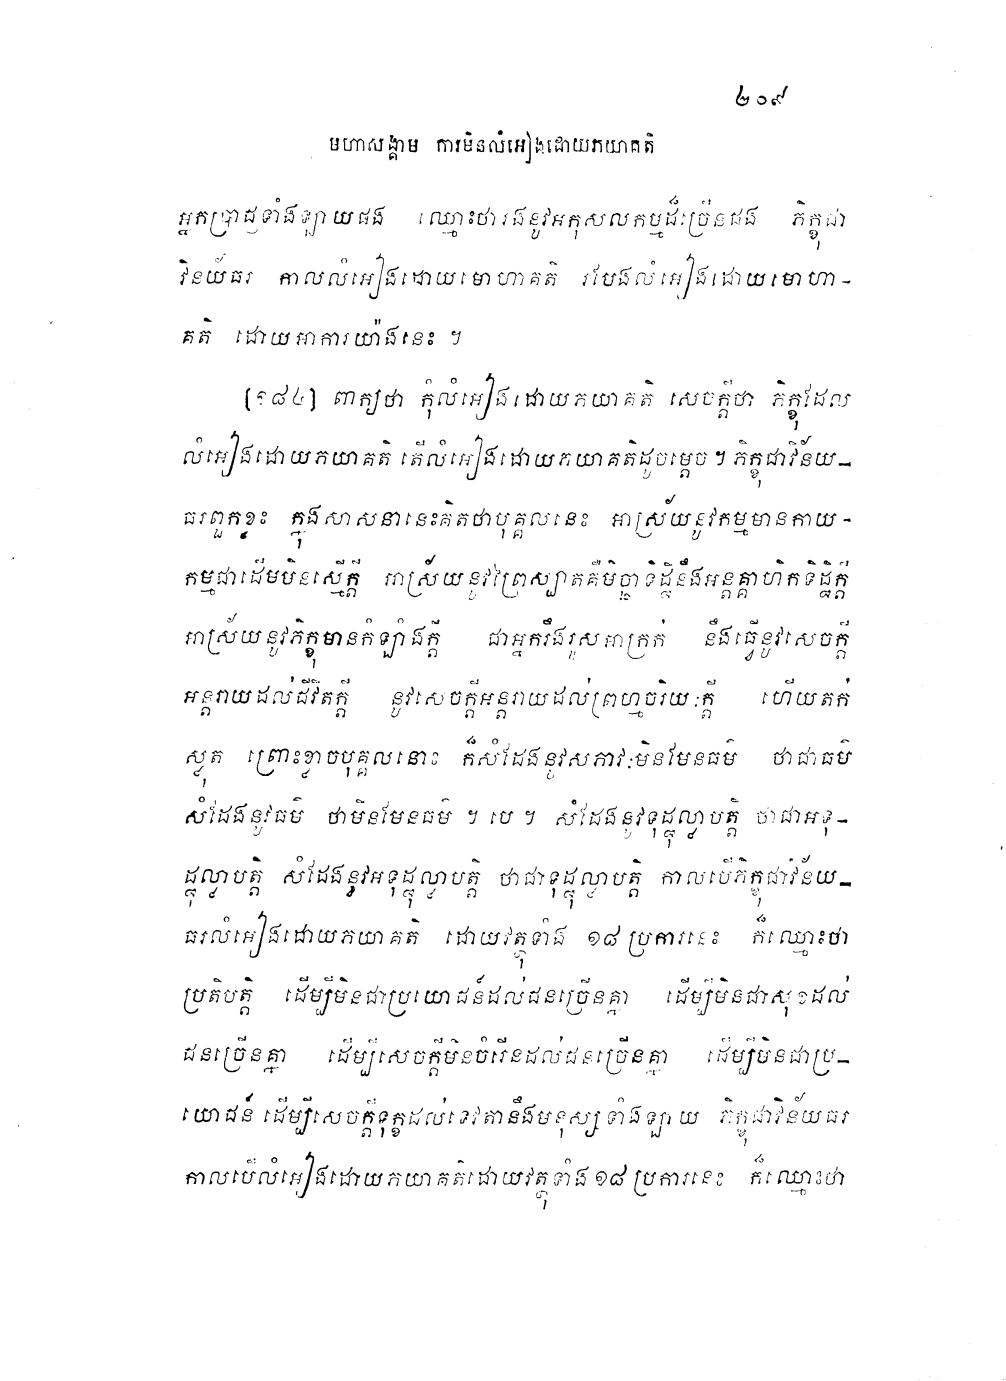 ២០៩
មហាសង្គាម ការមិនលំអៀងដោយភយាគតិ
អ្នកប្រាជ្ញទាំងឡាយផង ឈ្មោះថារងនូវអកុសលកម្មដ៏ច្រើនផង ភិក្ខុជា
វិន័យធរ កាលលំអៀងដោយមោហាគតិ រមែងលំអៀងដោយមោហា-
គតិ ដោយអាការយ៉ាងនេះ ។
[១៨៤] ពាក្យថា កុំលំអៀងដោយភយាគតិ សេចក្តីថា ភិក្ខុដែល
លំអៀងដោយភយាគតិ តើលំអៀងដោយភយាគតិដូចម្តេច ។ ភិក្ខុជាវិន័យ-
ធរពួកខ្លះ ក្នុងសាសនានេះគិតថាបុគ្គលនេះ អាស្រ័យនូវកម្មមានកាយ-
កម្មជាដើមមិនស្មើក្តី អាស្រ័យនូវព្រៃស្បាតគឺមិច្ឆាទិដ្ឋិនឹងអន្តគ្គាហិកទិដ្ឋិក្តី
អាស្រ័យនូវភិក្ខុមានកំឡាំងក្តី ជាអ្នករឹងរូសអាក្រក់ នឹងធ្វើនូវសេចក្តី
អន្តរាយដល់ជីវិតក្តី នូវសេចក្តីអន្តរាយដល់ព្រហ្មចរិយៈក្តី ហើយតក់
ស្លុត ព្រោះខ្លាចបុគ្គលនោះ ក៏សំដែងនូវសភាវៈមិនមែនធម៌ ថាជាធម៌
សំដែងនូវធម៌ ថាមិនមែនធម៌ ។ បេ ។ សំដែងនូវទុដ្ឋុល្លាបត្តិ ថាជាអទុ-
ដ្ឋុល្លាបត្តិ សំដែងនូវអទុដ្ឋុល្លាបត្តិ ថាជាទុដ្ឋុល្លាបត្តិ កាលបើភិក្ខុជាវិន័យ-
ធរលំអៀងដោយភយាគតិ ដោយវត្ថុទាំង ១៨ ប្រការនេះ ក៏ឈ្មោះថា
ប្រតិបត្តិ ដើម្បីមិនជាប្រយោជន៍ដល់ជនច្រើនគ្នា ដើម្បីមិនជាសុខដល់
ជនច្រើនគ្នា ដើម្បីសេចក្តីមិនចំរើនដល់ជនច្រើនគ្នា ដើម្បីមិនជាប្រ-
យោជន៍ ដើម្បីសេចក្តីទុក្ខដល់ទេវតានឹងមនុស្សទាំងឡាយ ភិក្ខុជាវិន័យធរ
កាលបើលំអៀងដោយភយាគតិដោយវត្ថុទាំង ១៨ ប្រការនេះ ក៏ឈ្មោះថា